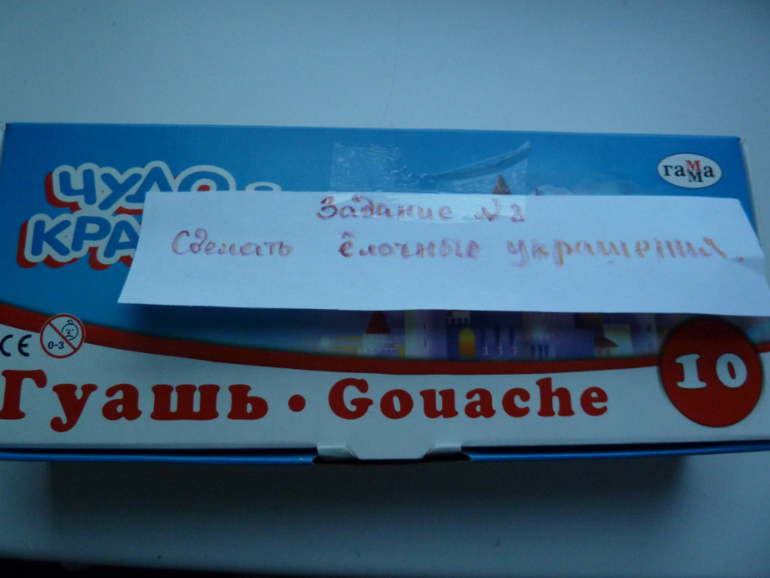 гамма
ЧУДО-
КРА
Задание №3
Сделать ёлочные украшения.
CE
0-3
10
Гуашь • Gouache